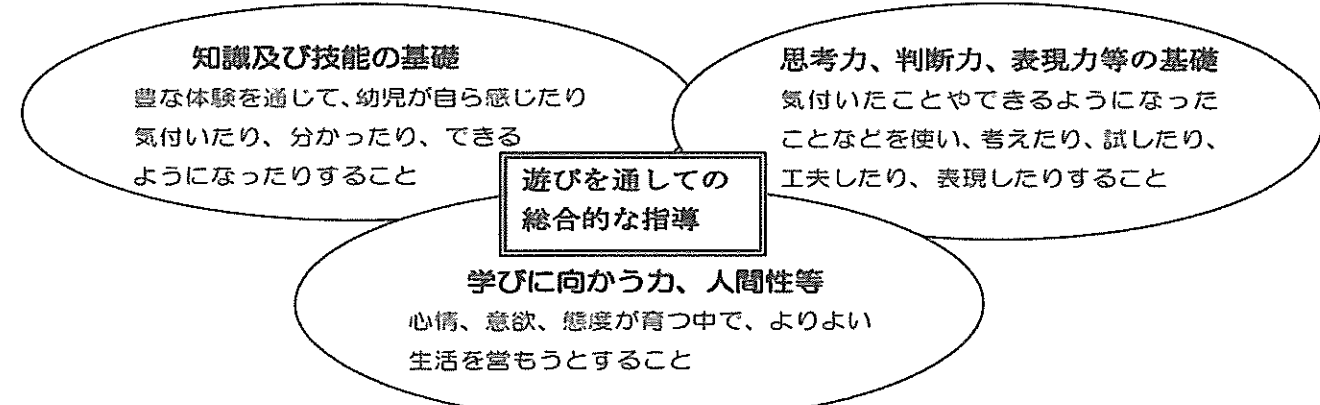 知識及び技能の基礎
豊な体験を通じて、幼児が自ら感じたり
気付いたり、分かったり、できる
ようになったりすること
思考力、判断力、表現力等の基礎
気付いたことやできるようになった
ことなどを使い、考えたり、試したり、
工夫したり、表現したりすること
遊びを通しての
総合的な指導
学びに向かう力、人間性等
心情、意欲、態度が育つ中で、よりよい
生活を営もうとすること